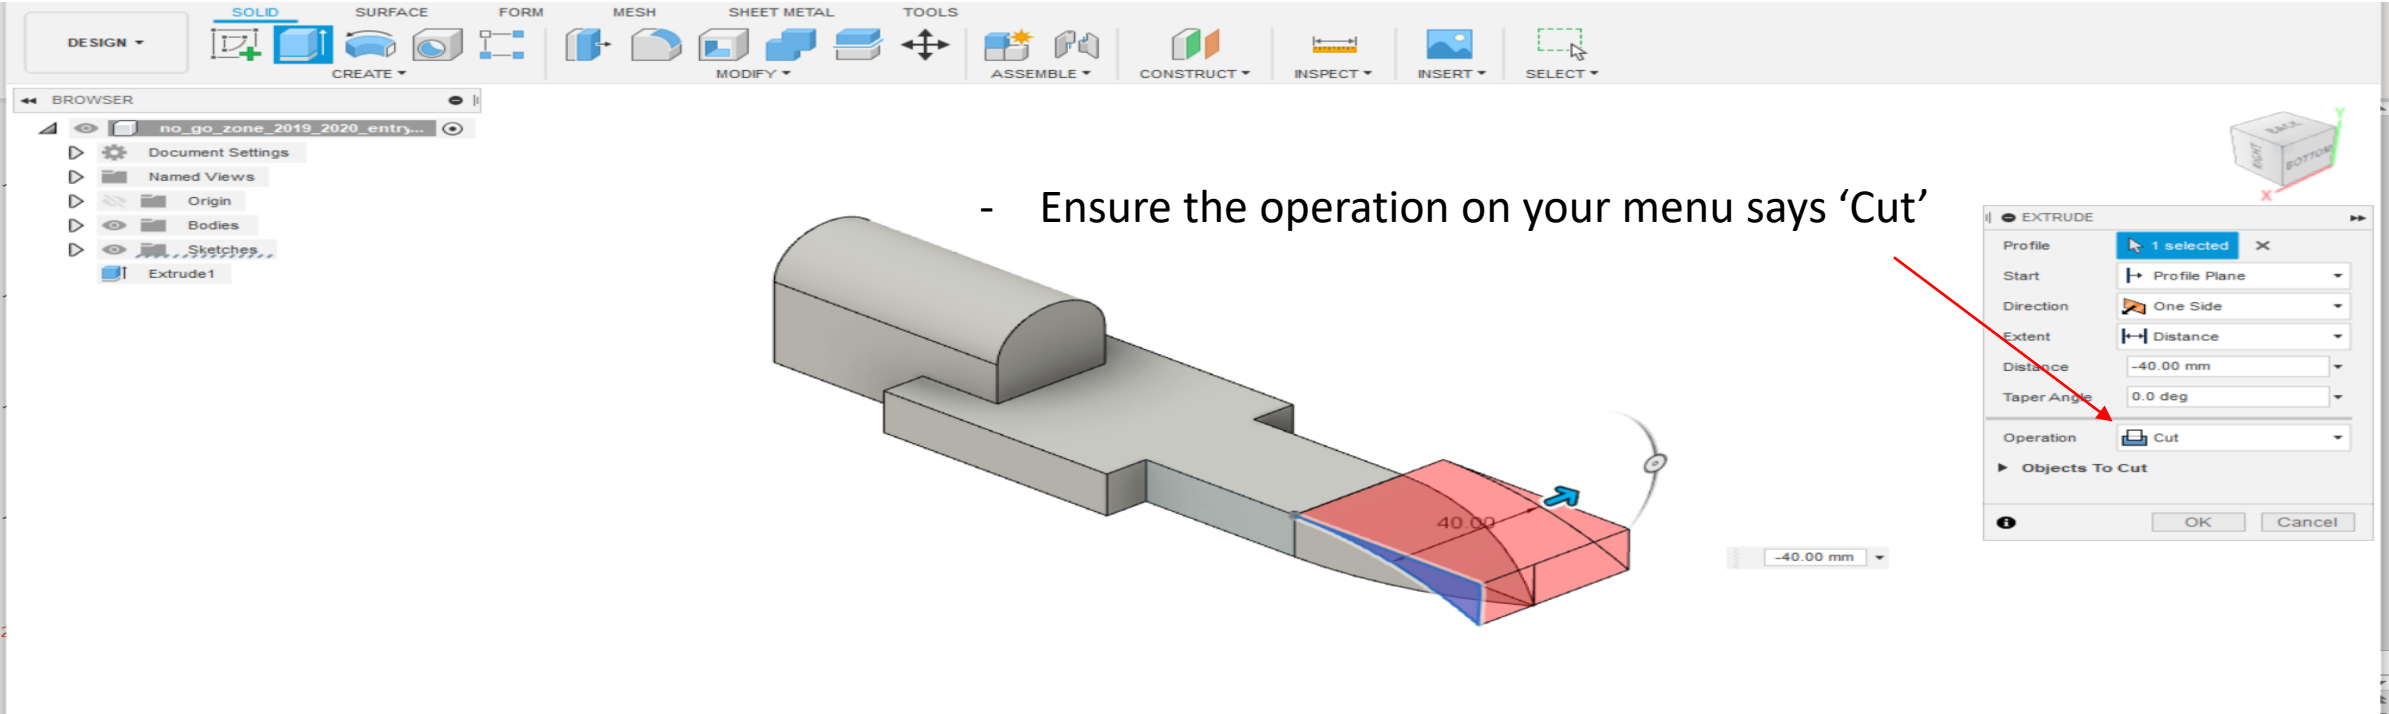 SOLID SURFACE FORM MESH SHEET METAL TOOLS
DESIGN
CREATE MODIFY ASSEMBLE CONSTRUCT INSPECT INSERT SELECT
BROWSER
no_go_zone_2019_2020_entry...
Document Settings
Named Views
Origin
Bodies
Sketches
Extrude1
- Ensure the operation on your menu says ‘Cut’
BACK
RIGHT
BOTTOM
Y
X
EXTRUDE
Profile 1 selected
Start Profile Plane
Direction One Side
Extent Distance
Distance -40.00 mm
Taper Angle 0.0 deg
Operation Cut
Objects To Cut
OK Cancel
40.00
-40.00 mm